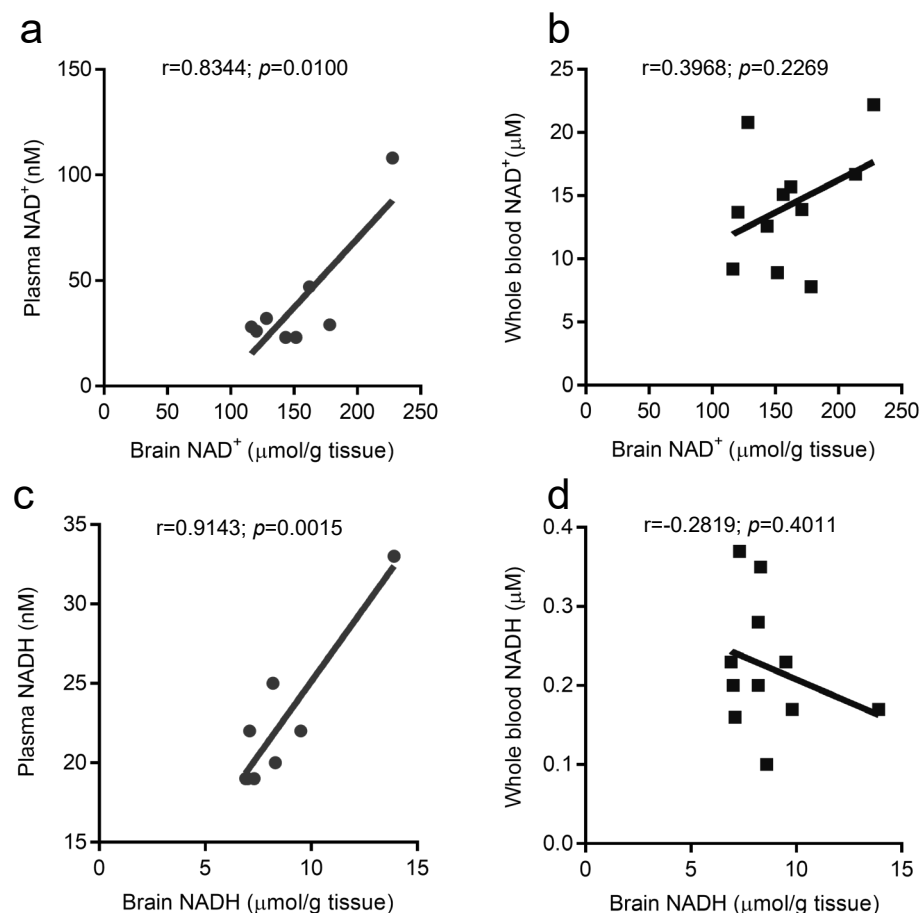 a
r=0.8344; p=0.0100
Plasma NAD⁺(nM)
150
100
50
0
0 50 100 150 200 250
Brain NAD⁺ (μmol/g tissue)
b
r=0.3968; p=0.2269
Whole blood NAD⁺(μM)
25
20
15
10
5
0
0 50 100 150 200 250
Brain NAD⁺ (μmol/g tissue)
c
r=0.9143; p=0.0015
Plasma NADH (nM)
35
30
25
20
15
0 5 10 15
Brain NADH (μmol/g tissue)
d
r=-0.2819; p=0.4011
Whole blood NADH (μM)
0.4
0.3
0.2
0.1
0.0
0 5 10 15
Brain NADH (μmol/g tissue)